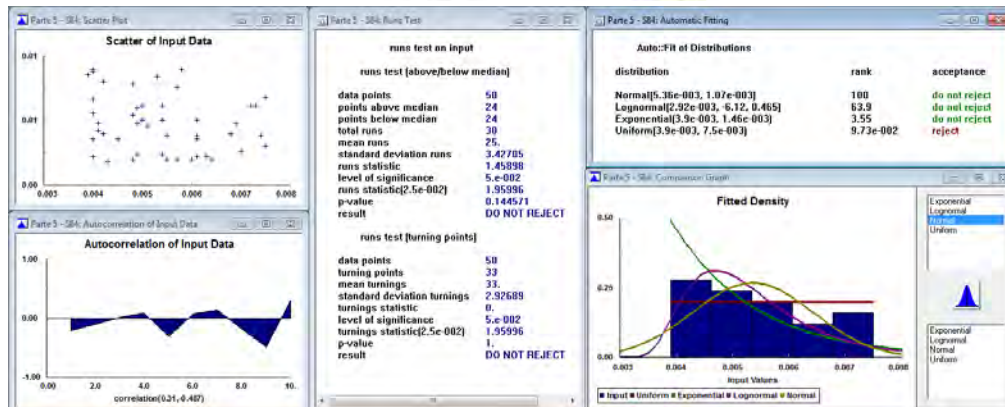 Parte 5 - S84: Scatter Plot
Scatter of Input Data
0.01
0.01
0.00
0.003 0.004 0.005 0.006 0.007 0.008
Parte 5 - S84: Autocorrelation of Input Data
Autocorrelation of Input Data
1.00
0.00
-1.00
0.00 2.0 4.0 6.0 8.0 10.
correlation(0.31, -0.487)
Parte 5 - S84: Runs Test
runs test on input
runs test (above/below median)
data points 50
points above median 24
points below median 24
total runs 30
mean runs 25.
standard deviation runs 3.42705
runs statistic 1.45898
level of significance 5.e-002
runs statistic(2.5e-002) 1.95996
p-value 0.144571
result DO NOT REJECT
runs test (turning points)
data points 50
turning points 33
mean turnings 33.
standard deviation turnings 2.92689
turnings statistic 0.
level of significance 5.e-002
turnings statistic(2.5e-002) 1.95996
p-value 1.
result DO NOT REJECT
Parte 5 - S84: Automatic Fitting
Auto::Fit of Distributions
distribution rank acceptance
Normal(5.36e-003, 1.07e-003) 100 do not reject
Lognormal(2.92e-003, -6.12, 0.465) 63.9 do not reject
Exponential(3.9e-003, 1.46e-003) 3.55 do not reject
Uniform(3.9e-003, 7.5e-003) 9.73e-002 reject
Parte 5 - S84: Comparison Graph
Fitted Density
0.50
0.25
0.00
0.003 0.004 0.005 0.006 0.007 0.008
Input Values
Input Uniform Exponential Lognormal Normal
Exponential
Lognormal
Normal
Uniform
Exponential
Lognormal
Normal
Uniform